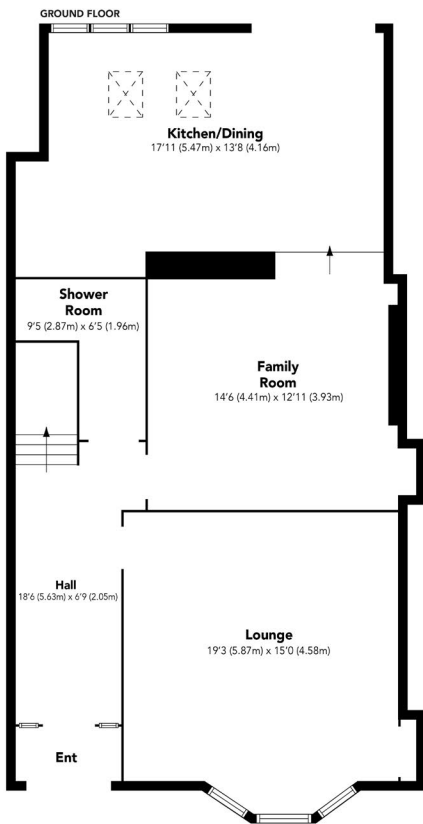 GROUND FLOOR
Kitchen/Dining
17'11 (5.47m) x 13'8 (4.16m)
Shower
Room
9'5 (2.87m) x 6'5 (1.96m)
Family
Room
14'6 (4.41m) x 12'11 (3.93m)
Hall
18'6 (5.63m) x 6'9 (2.05m)
Lounge
19'3 (5.87m) x 15'0 (4.58m)
Ent